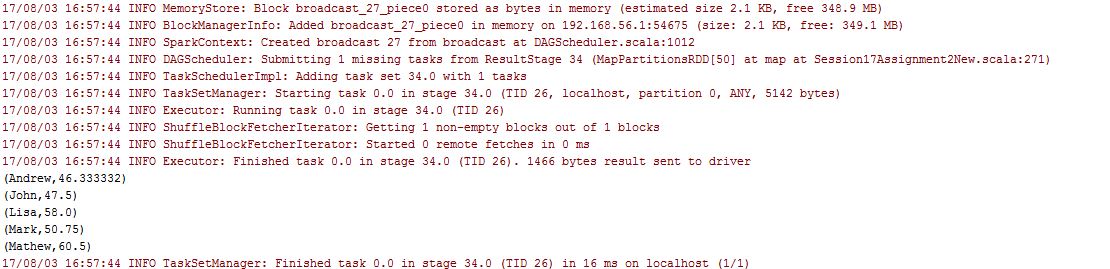 17/08/03 16:57:44 INFO MemoryStore: Block broadcast_27_piece0 stored as bytes in memory (estimated size 2.1 KB, free 348.9 MB)
17/08/03 16:57:44 INFO BlockManagerInfo: Added broadcast_27_piece0 in memory on 192.168.56.1:54675 (size: 2.1 KB, free: 349.1 MB)
17/08/03 16:57:44 INFO SparkContext: Created broadcast 27 from broadcast at DAGScheduler.scala:1012
17/08/03 16:57:44 INFO DAGScheduler: Submitting 1 missing tasks from ResultStage 34 (MapPartitionsRDD[50] at map at Session17Assignment2New.scala:271)
17/08/03 16:57:44 INFO TaskSchedulerImpl: Adding task set 34.0 with 1 tasks
17/08/03 16:57:44 INFO TaskSetManager: Starting task 0.0 in stage 34.0 (TID 26, localhost, partition 0, ANY, 5142 bytes)
17/08/03 16:57:44 INFO Executor: Running task 0.0 in stage 34.0 (TID 26)
17/08/03 16:57:44 INFO ShuffleBlockFetcherIterator: Getting 1 non-empty blocks out of 1 blocks
17/08/03 16:57:44 INFO ShuffleBlockFetcherIterator: Started 0 remote fetches in 0 ms
17/08/03 16:57:44 INFO Executor: Finished task 0.0 in stage 34.0 (TID 26). 1466 bytes result sent to driver
(Andrew,46.333332)
(John,47.5)
(Lisa,58.0)
(Mark,50.75)
(Mathew,60.5)
17/08/03 16:57:44 INFO TaskSetManager: Finished task 0.0 in stage 34.0 (TID 26) in 16 ms on localhost (1/1)